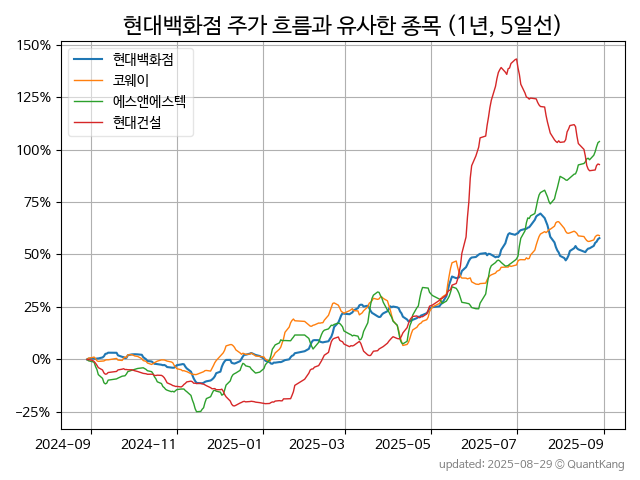 현대백화점 주가 흐름과 유사한 종목 (1년, 5일선)
150%
125%
100%
75%
50%
25%
0%
−25%
현대백화점
코웨이
에스앤에스텍
현대건설
2024-09
2024-11
2025-01
2025-03
2025-05
2025-07
2025-09
updated: 2025-08-29 © QuantKang